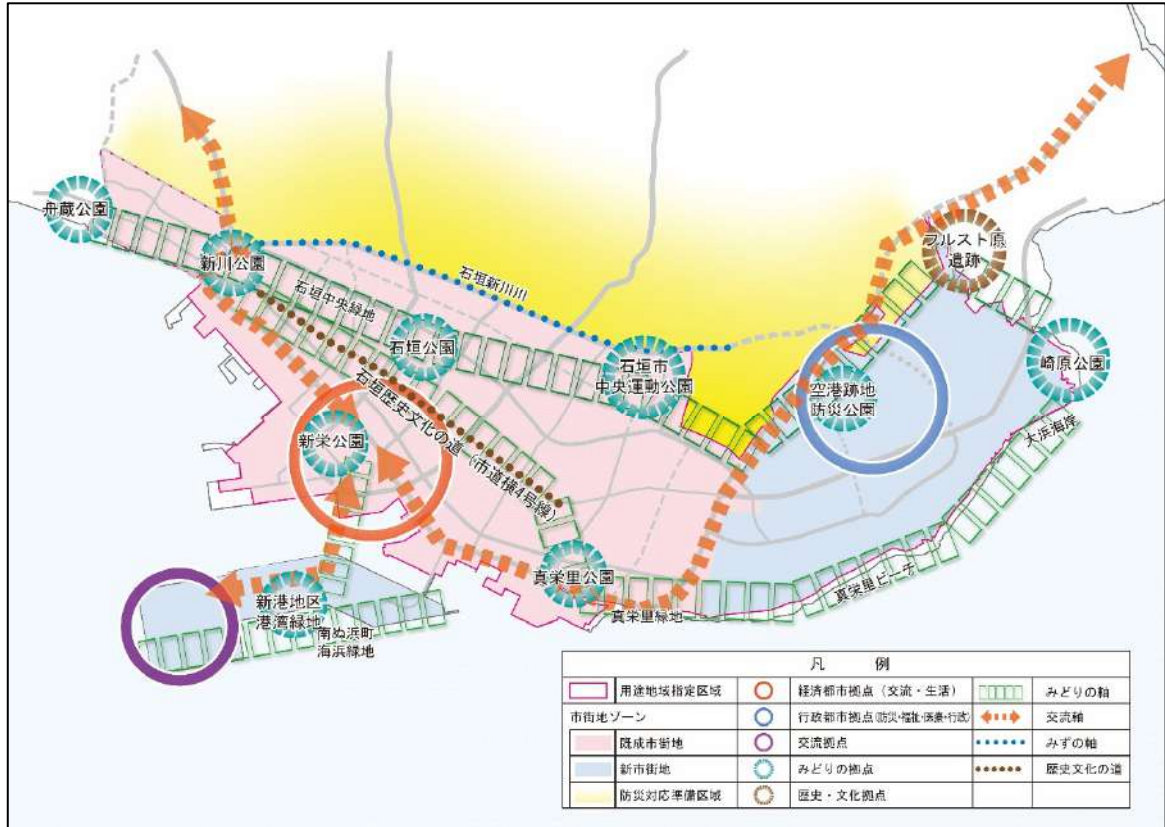 舟蔵公園
新川公園
石垣新川川
石垣中央緑地
石垣公園
石垣市
中央運動公園
石垣歴史文化の道（市道横4号線）
新栄公園
フルスト原
遺跡
崎原公園
空港跡地
防災公園
大浜海岸
真栄里ビーチ
真栄里公園
真栄里緑地
新港地区
港湾緑地
南ぬ浜町
海浜緑地
凡 例
用途地域指定区域 経済都市拠点（交流・生活） みどりの軸
市街地ゾーン 行政都市拠点(防災・福祉・医療・行政) 交流軸
既成市街地 交流拠点 みずの軸
新市街地 みどりの拠点 歴史文化の道
防災対応準備区域 歴史・文化拠点